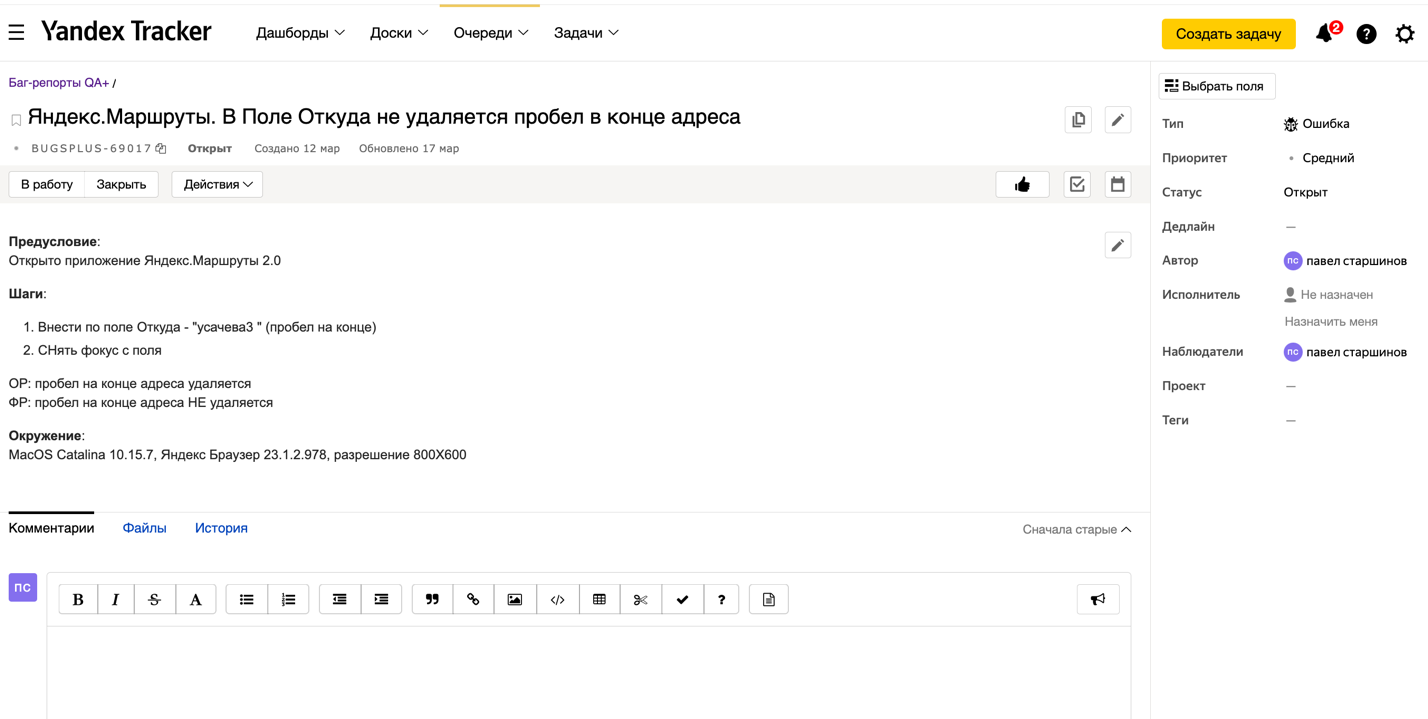 Yandex Tracker
Дашборды Доски Очереди Задачи
Создать задачу 2 ?
Баг-репорты QA+ /
Яндекс.Маршруты. В Поле Откуда не удаляется пробел в конце адреса
BUGSPLUS-69017 Открыт Создано 12 мар Обновлено 17 мар
В работу Закрыть Действия
Предусловие:
Открыто приложение Яндекс.Маршруты 2.0
Шаги:
1. Внести по поле Откуда - "усачева3 " (пробел на конце)
2. СНять фокус с поля
ОР: пробел на конце адреса удаляется
ФР: пробел на конце адреса НЕ удаляется
Окружение:
MacOS Catalina 10.15.7, Яндекс Браузер 23.1.2.978, разрешение 800X600
Комментарии Файлы История
Сначала старые
ПС
B I S A ?
Выбрать поля
Тип Ошибка
Приоритет Средний
Статус Открыт
Дедлайн —
Автор ПС павел старшинов
Исполнитель Не назначен
Назначить меня
Наблюдатели ПС павел старшинов
Проект —
Теги —